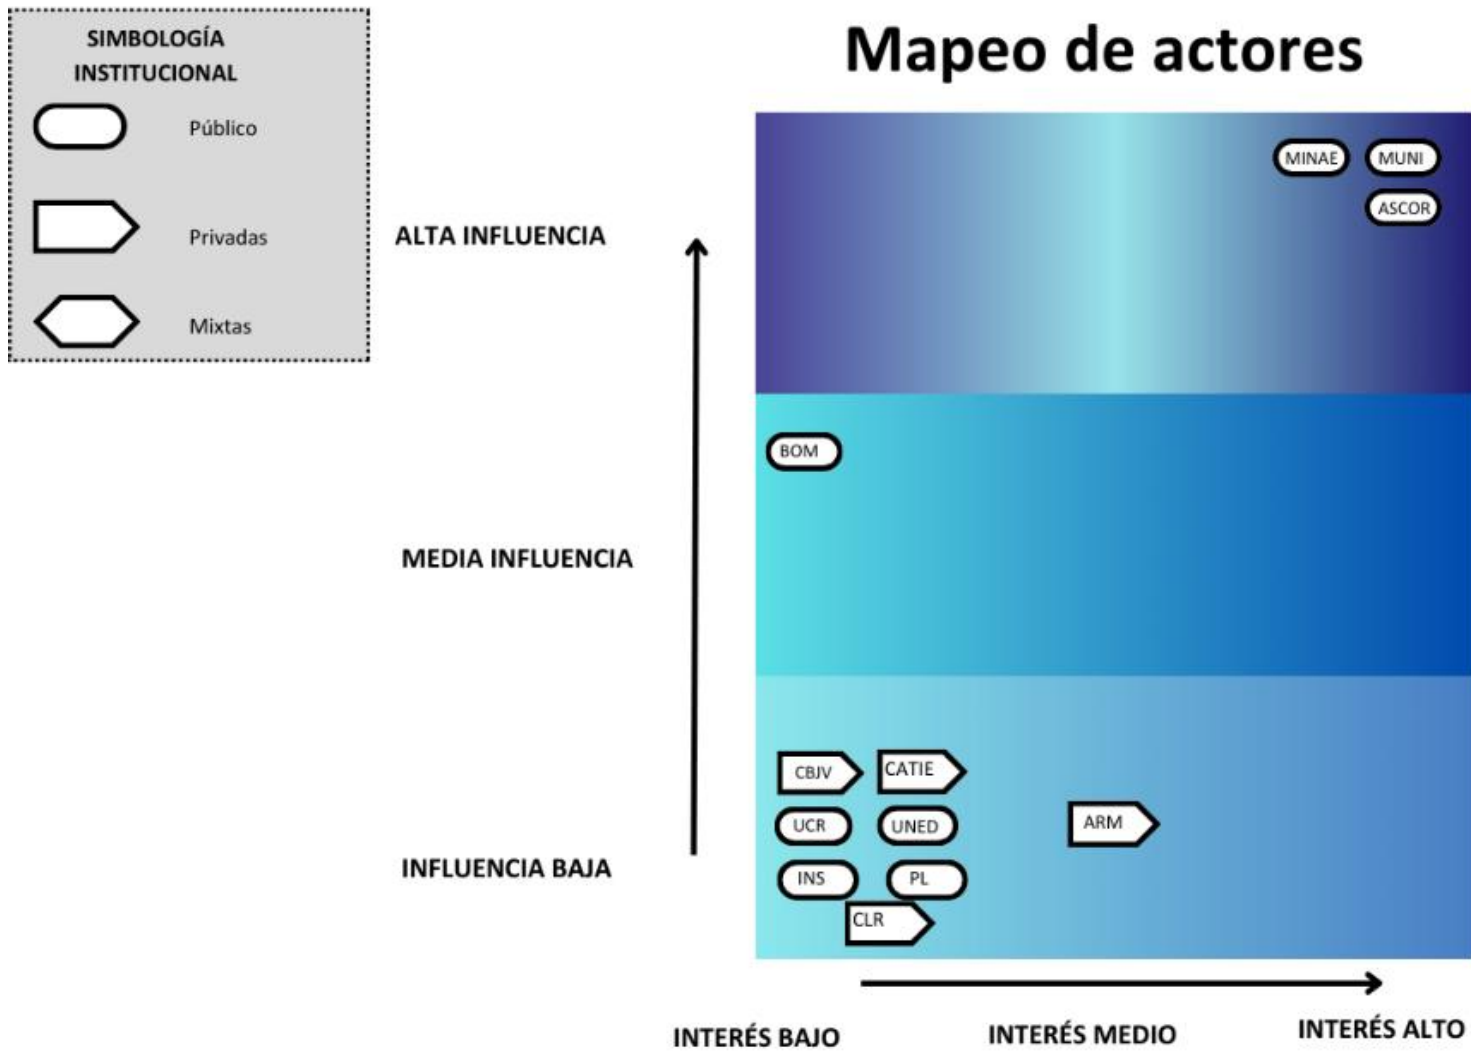 SIMBOLOGÍA
INSTITUCIONAL
Público
Privadas
Mixtas
Mapeo de actores
ALTA INFLUENCIA
MEDIA INFLUENCIA
INFLUENCIA BAJA
MINAE
MUNI
ASCOR
BOM
CBJV
CATIE
UCR
UNED
ARM
INS
PL
CLR
INTERÉS BAJO
INTERÉS MEDIO
INTERÉS ALTO